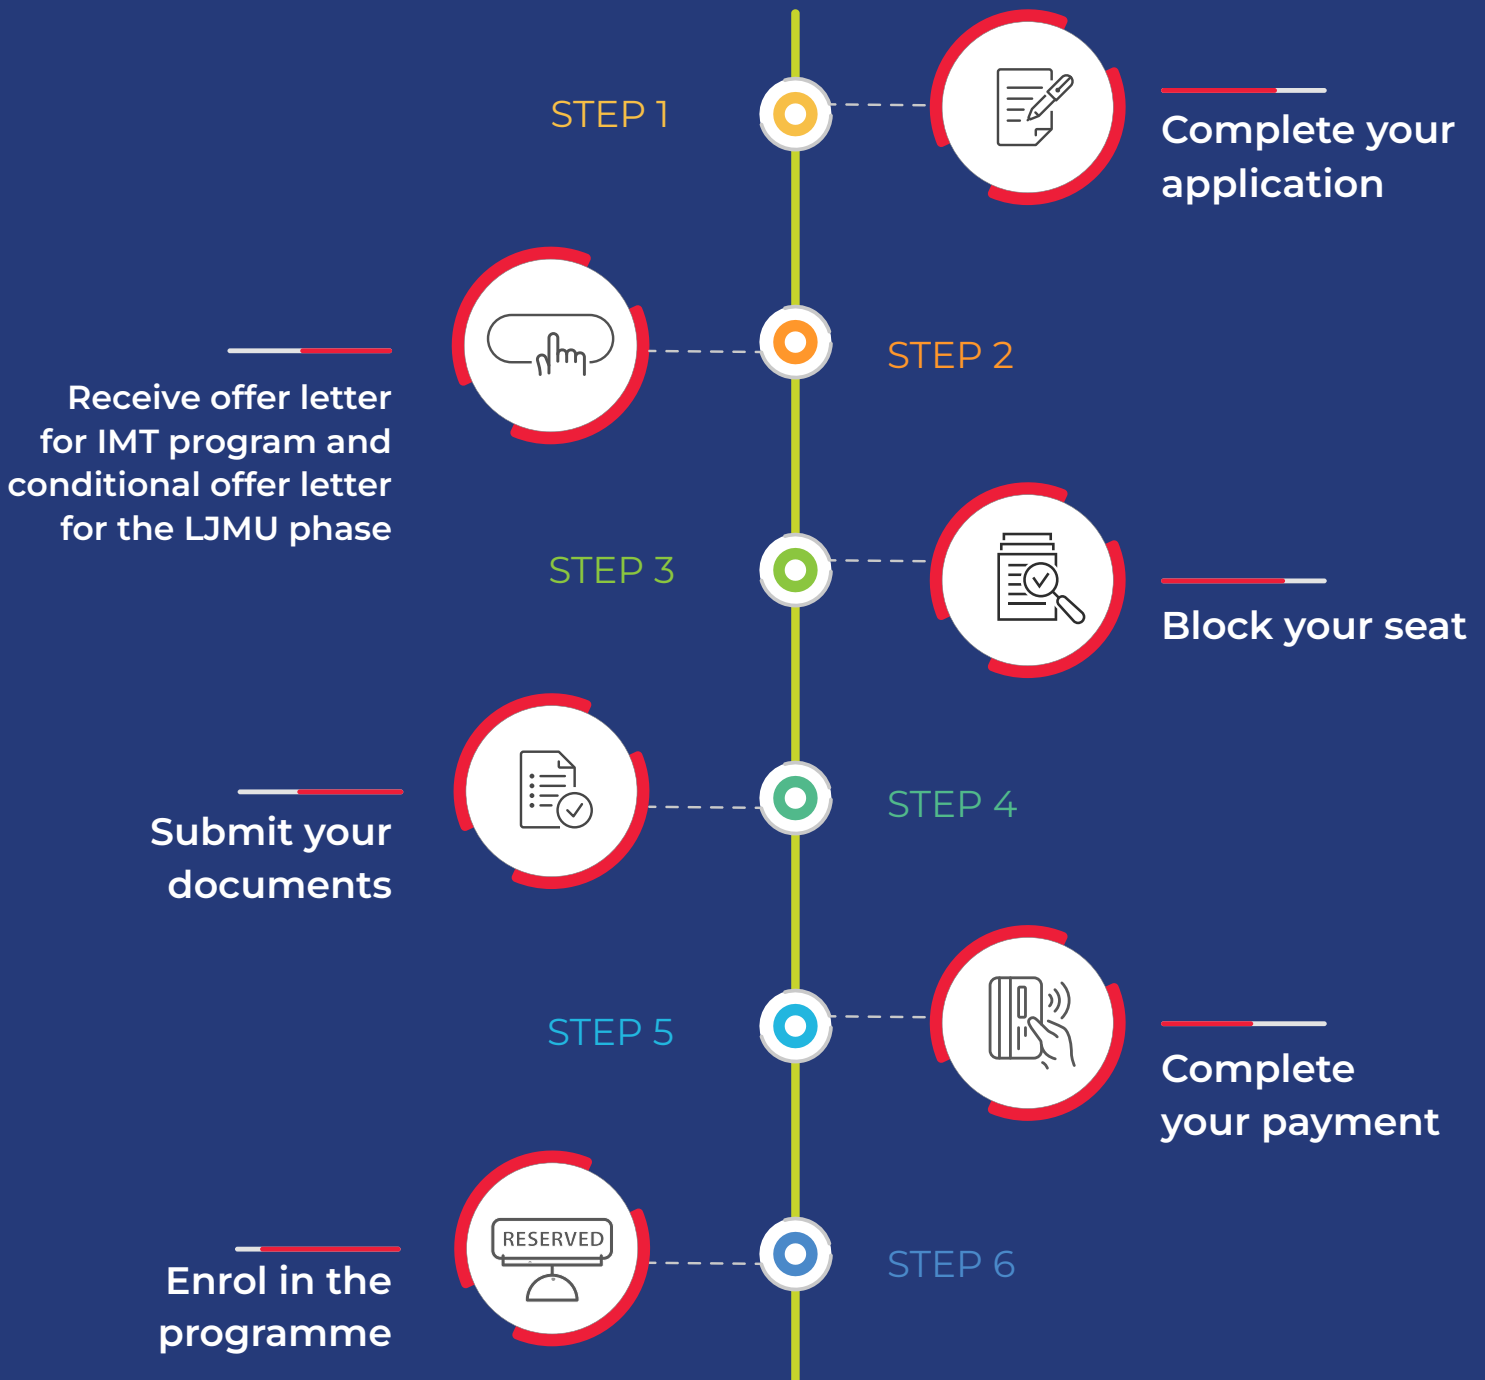 STEP 1
Complete your
application
STEP 2
Receive offer letter
for IMT program and
conditional offer letter
for the LJMU phase
STEP 3
Block your seat
STEP 4
Submit your
documents
STEP 5
Complete
your payment
STEP 6
RESERVED
Enrol in the
programme